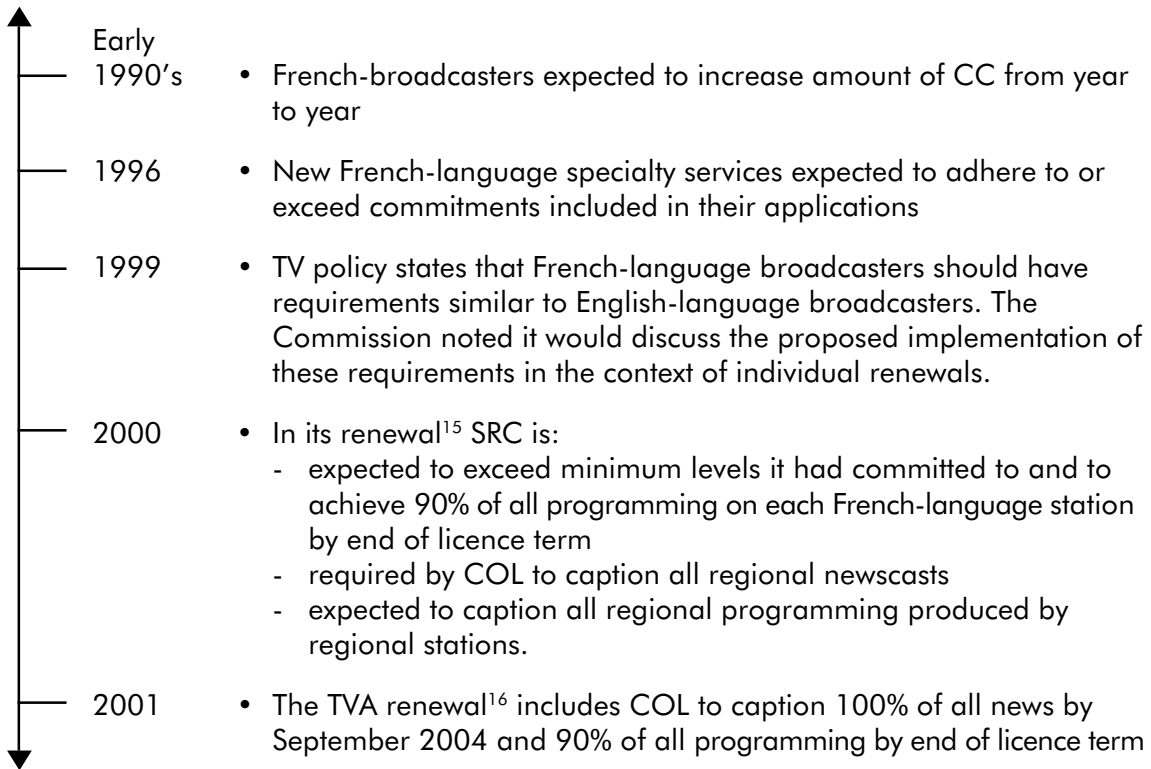 Early
1990's • French-broadcasters expected to increase amount of CC from year
to year
1996 • New French-language specialty services expected to adhere to or
exceed commitments included in their applications
1999 • TV policy states that French-language broadcasters should have
requirements similar to English-language broadcasters. The
Commission noted it would discuss the proposed implementation of
these requirements in the context of individual renewals.
2000 • In its renewal15 SRC is:
- expected to exceed minimum levels it had committed to and to
achieve 90% of all programming on each French-language station
by end of licence term
- required by COL to caption all regional newscasts
- expected to caption all regional programming produced by
regional stations.
2001 • The TVA renewal16 includes COL to caption 100% of all news by
September 2004 and 90% of all programming by end of licence term